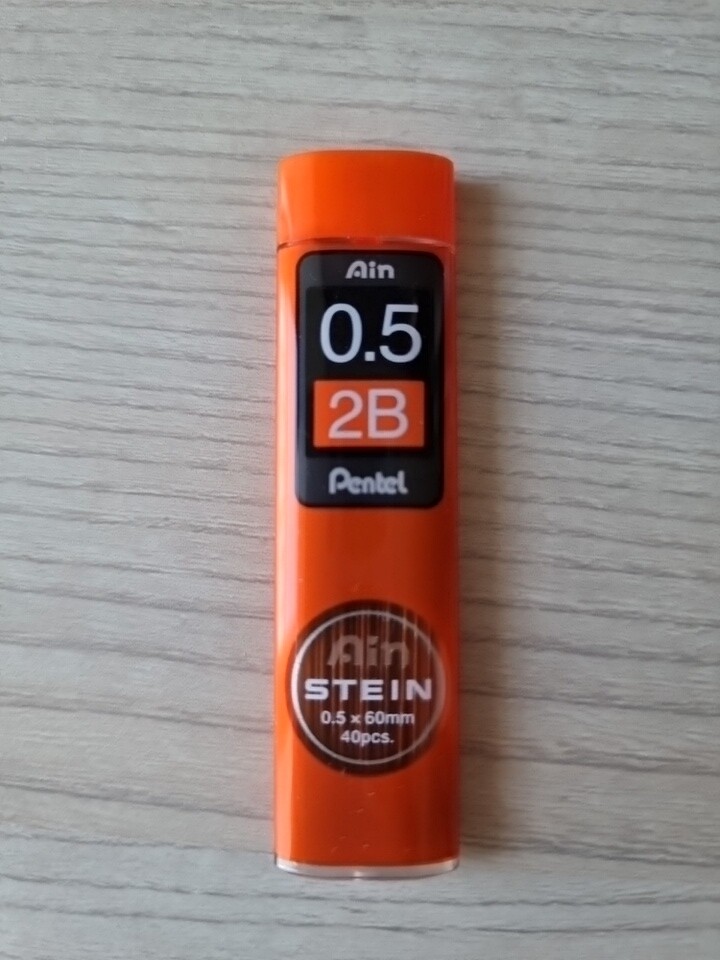 Ain
0.5
2B
Pentel
Ain
STEIN
0.5 × 60mm
40pcs.